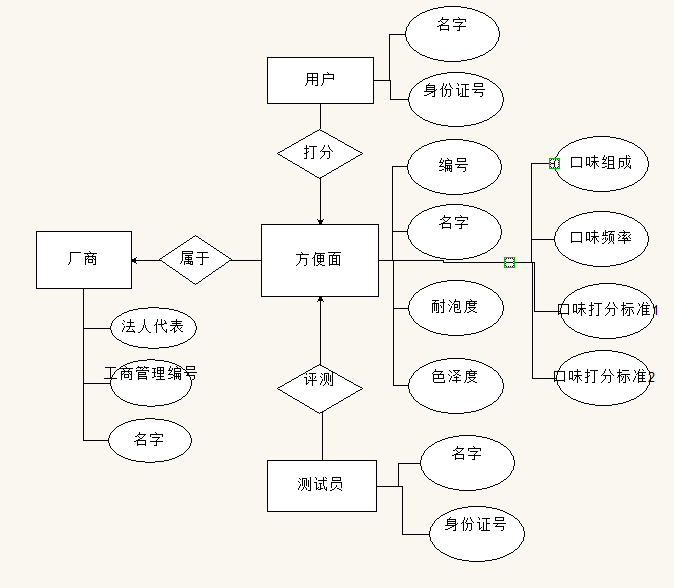 名字
用户
身份证号
打分
编号
口味组成
名字
口味频率
厂商
属于
方便面
耐泡度
口味打分标准1
法人代表
工商管理编号
评测
色泽度
口味打分标准2
名字
名字
测试员
身份证号